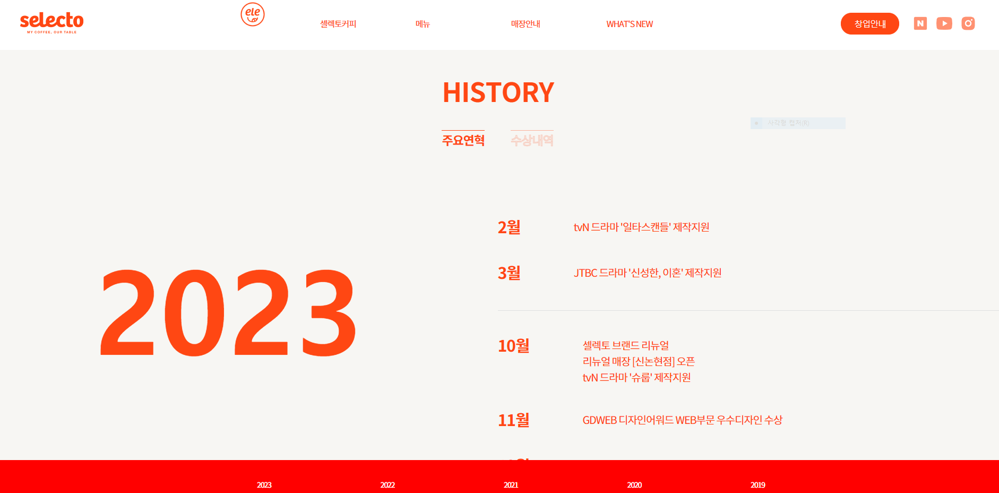 selecto
MY COFFEE, OUR TABLE
ele
셀렉토커피
메뉴
매장안내
WHAT'S NEW
창업안내
N
HISTORY
사각형 캡처(R)
주요연혁
수상내역
2023
2월
tvN 드라마 '일타스캔들' 제작지원
3월
JTBC 드라마 '신성한, 이혼' 제작지원
10월
셀렉토 브랜드 리뉴얼
리뉴얼 매장 [신논현점] 오픈
tvN 드라마 '슈룹' 제작지원
11월
GDWEB 디자인어워드 WEB부문 우수디자인 수상
2023
2022
2021
2020
2019